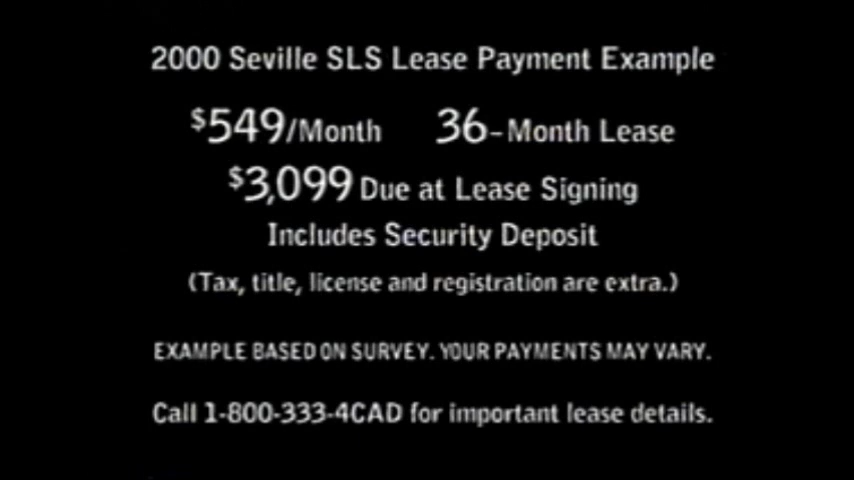 2000 Seville SLS Lease Payment Example
$549/Month 36-Month Lease
$3,099 Due at Lease Signing
Includes Security Deposit
(Tax, title, license and registration are extra.)
EXAMPLE BASED ON SURVEY. YOUR PAYMENTS MAY VARY.
Call 1-800-333-4CAD for important lease details.